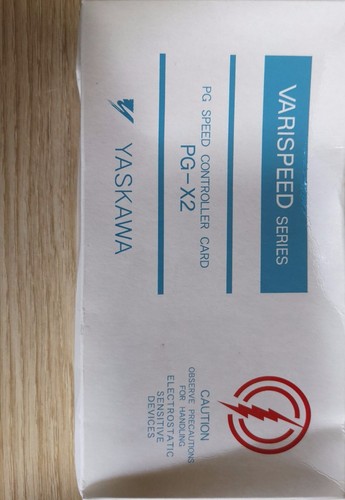 VARISPEED SERIES
PG SPEED CONTROLLER CARD
PG-X2
YASKAWA
CAUTION
OBSERVE PRECAUTIONS
FOR HANDLING
ELECTROSTATIC
SENSITIVE
DEVICES